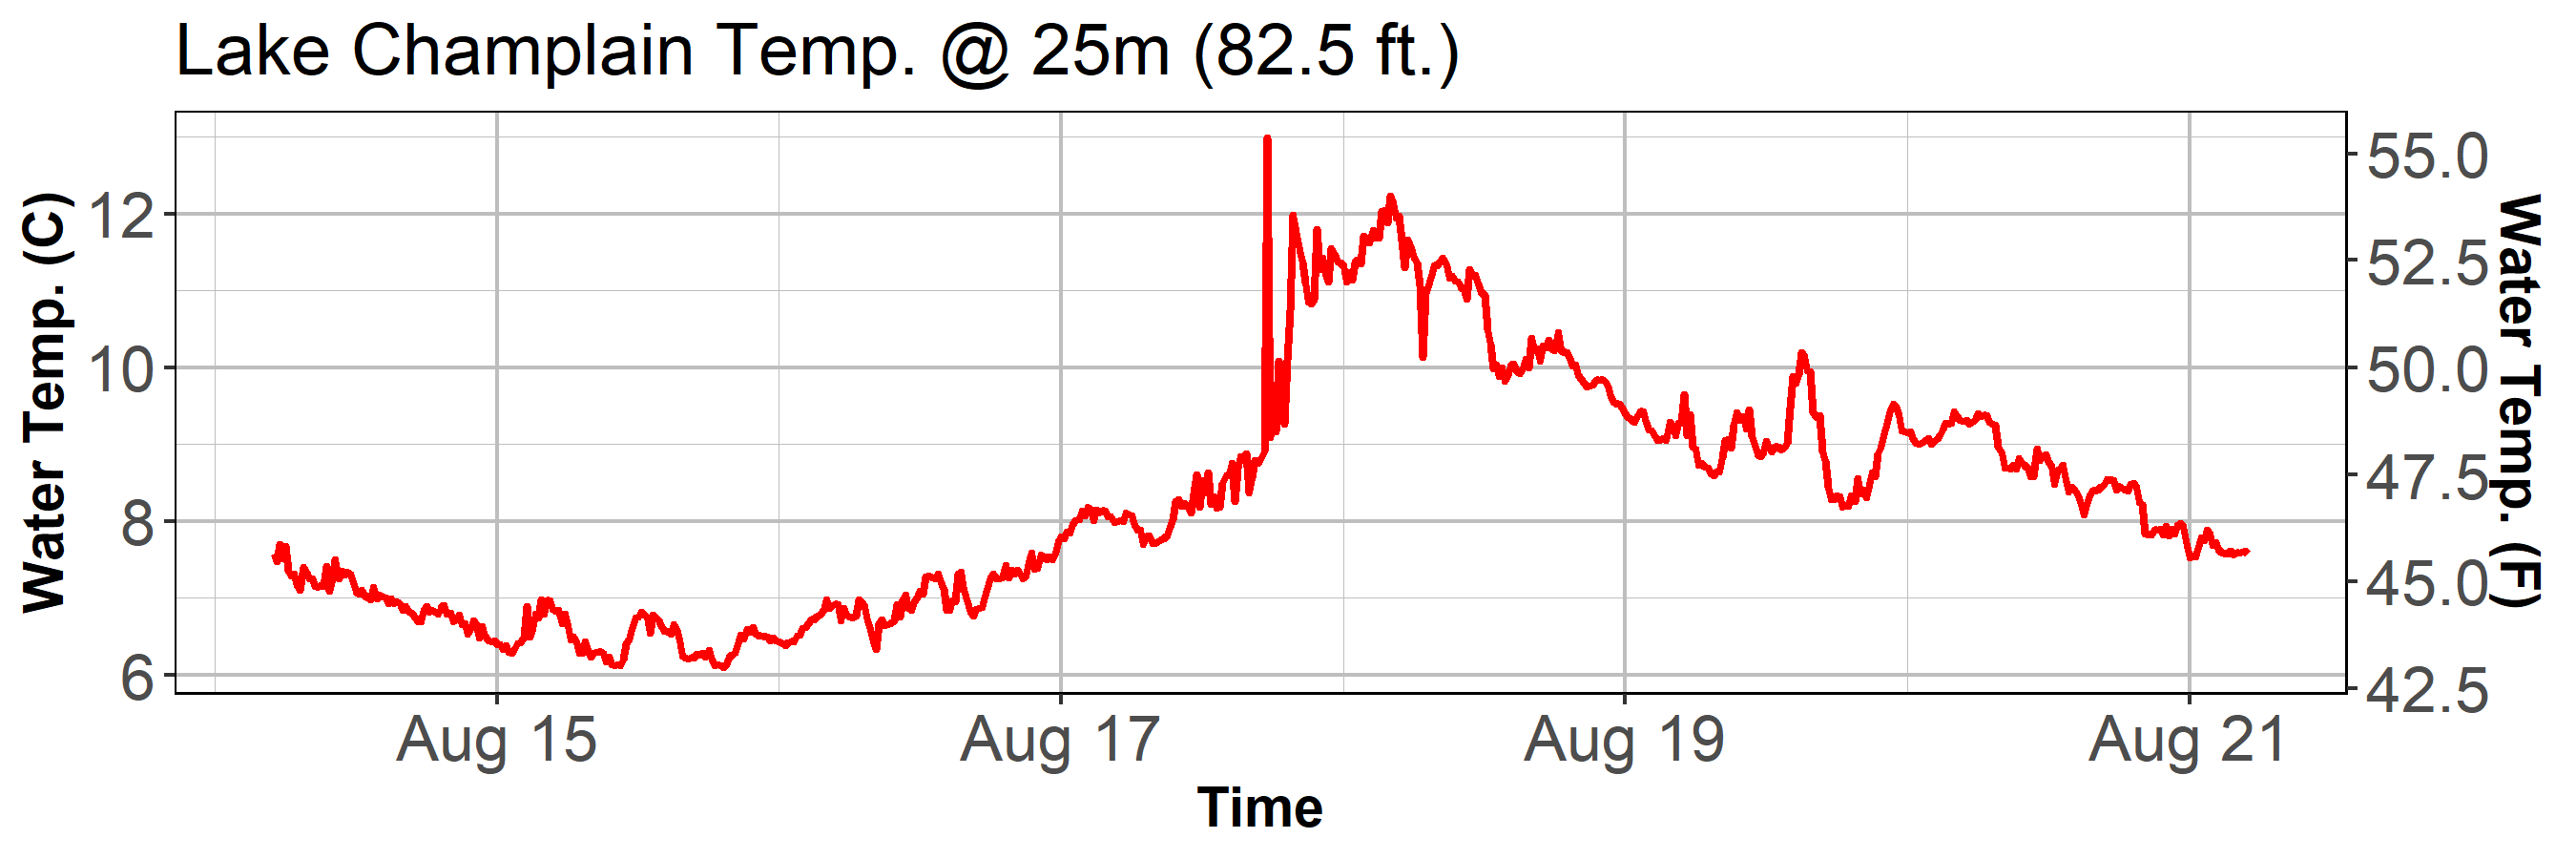 Lake Champlain Temp. @ 25m (82.5 ft.)
Water Temp. (C)
12
10
8
6
55.0
52.5
50.0
47.5
45.0
42.5
Water Temp. (F)
Aug 15 Aug 17 Aug 19 Aug 21
Time